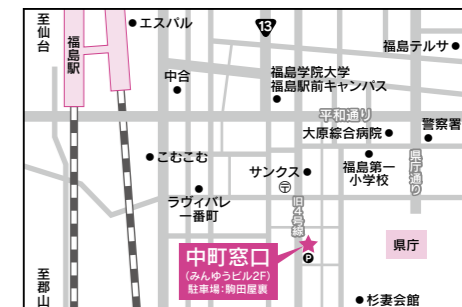 至仙台
福島駅
エスパル
13
福島テルサ
中合
福島学院大学
福島駅前キャンパス
平和通り
大原綜合病院
警察署
こむこむ
サンクス
福島第一
小学校
県庁通り
〒
ラヴィバレ
一番町
旧4号線
中町窓口
(みんゆうビル2F)
駐車場:駒田屋裏
P
県庁
至郡山
杉妻会館